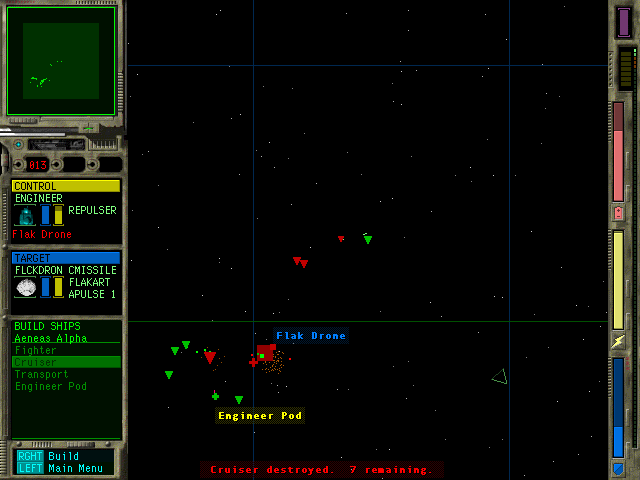 013
CONTROL
ENGINEER
REPULSER
Flak Drone
TARGET
FLCKDRON CMISSILE
FLAKART
APULSE 1
BUILD SHIPS
Aeneas Alpha
Fighter
Cruiser
Transport
Engineer Pod
RGHT Build
LEFT Main Menu
Flak Drone
Engineer Pod
Cruiser destroyed. 7 remaining.